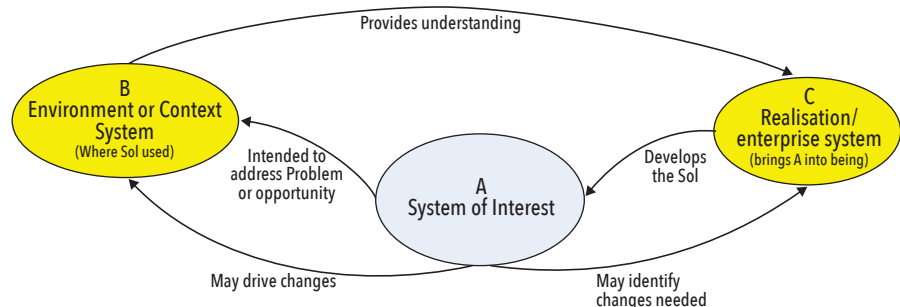 Provides understanding
B
Environment or Context
System
(Where SoI used)
C
Realisation/
enterprise system
(brings A into being)
Intended to
address Problem
or opportunity
A
System of Interest
Develops
the SoI
May drive changes
May identify
changes needed